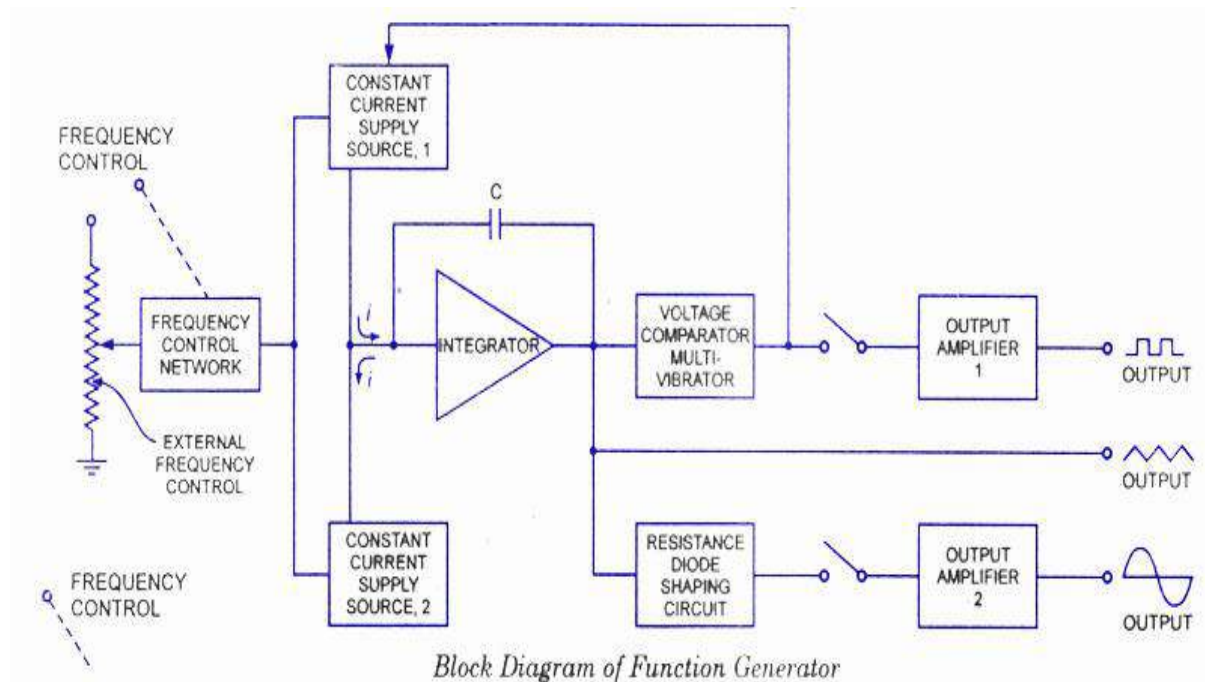 CONSTANT
CURRENT
SUPPLY
SOURCE, 1
FREQUENCY
CONTROL
C
FREQUENCY
CONTROL
NETWORK
i
i
INTEGRATOR
VOLTAGE
COMPARATOR
MULTI-
VIBRATOR
OUTPUT
AMPLIFIER
1
OUTPUT
EXTERNAL
FREQUENCY
CONTROL
OUTPUT
CONSTANT
CURRENT
SUPPLY
SOURCE, 2
RESISTANCE
DIODE
SHAPING
CIRCUIT
OUTPUT
AMPLIFIER
2
OUTPUT
FREQUENCY
CONTROL
Block Diagram of Function Generator